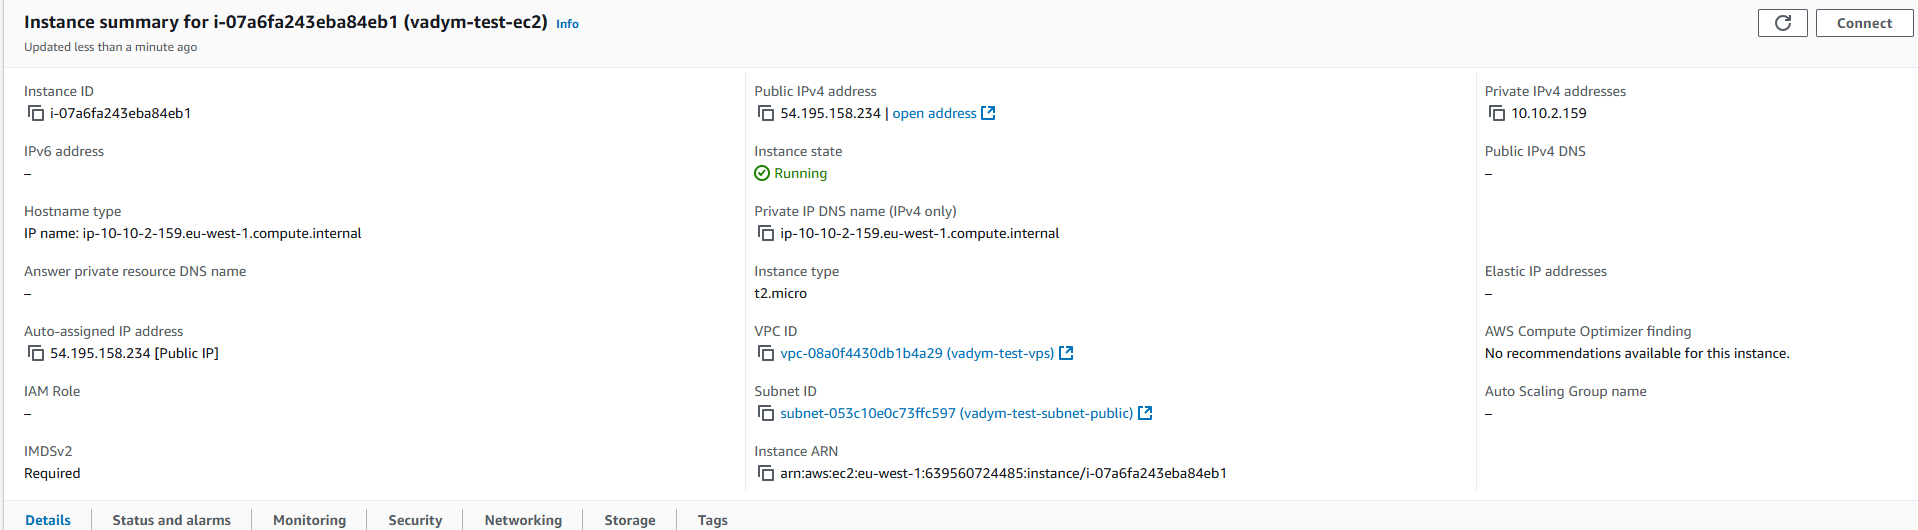 Instance summary for i-07a6fa243eba84eb1 (vadym-test-ec2) Info
Connect
Updated less than a minute ago
Instance ID
i-07a6fa243eba84eb1
Public IPv4 address
54.195.158.234 | open address
Private IPv4 addresses
10.10.2.159
IPv6 address
–
Instance state
Running
Public IPv4 DNS
–
Hostname type
IP name: ip-10-10-2-159.eu-west-1.compute.internal
Private IP DNS name (IPv4 only)
ip-10-10-2-159.eu-west-1.compute.internal
Answer private resource DNS name
–
Instance type
t2.micro
Elastic IP addresses
–
Auto-assigned IP address
54.195.158.234 [Public IP]
VPC ID
vpc-08a0f4430db1b4a29 (vadym-test-vps)
AWS Compute Optimizer finding
No recommendations available for this instance.
IAM Role
–
Subnet ID
subnet-053c10e0c73ffc597 (vadym-test-subnet-public)
Auto Scaling Group name
–
IMDSv2
Required
Instance ARN
arn:aws:ec2:eu-west-1:639560724485:instance/i-07a6fa243eba84eb1
Details
Status and alarms
Monitoring
Security
Networking
Storage
Tags